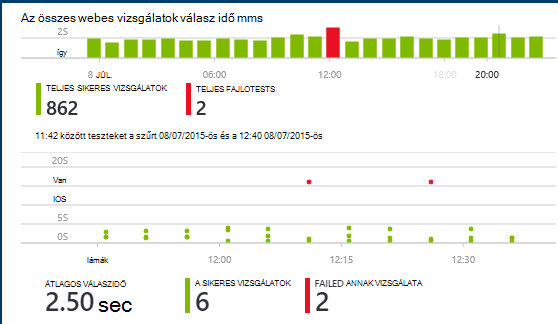 Az összes webes vizsgálatok válasz idő mms
2S
így
8 JÚL. 06:00 12:00 18:00 20:00
TELJES SIKERES VIZSGÁLATOK TELJES FAJLOTESTS
862 2
11:42 között teszteket a szűrt 08/07/2015-ös és a 12:40 08/07/2015-ös
20S
Van
IOS
5S
0S
lámák 12:00 12:15 12:30
ÁTLAGOS VÁLASZIDŐ A SIKERES VIZSGÁLATOK FAILED ANNAK VIZSGÁLATA
2.50 sec 6 2